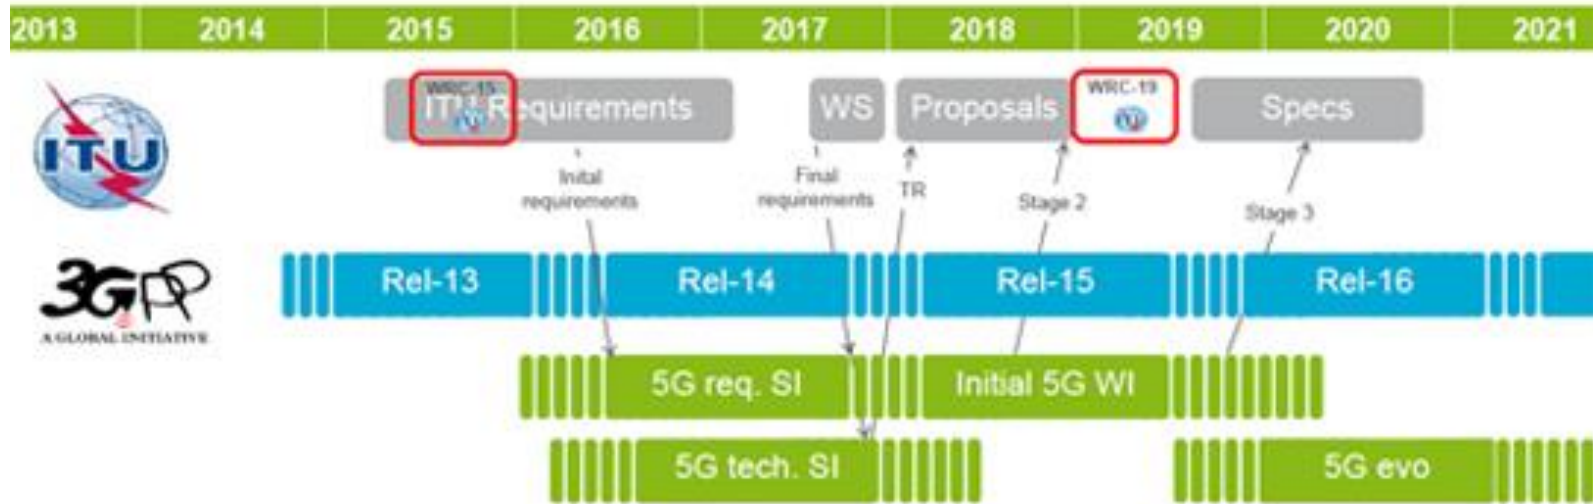 2013 2014 2015 2016 2017 2018 2019 2020 2021
WRC-15
ITU Requirements
WS
Proposals
WRC-19
Specs
ITU
Inital
requirements
Final
requirements
TR
Stage 2
Stage 3
3GPP
A GLOBAL INITIATIVE
Rel-13
Rel-14
Rel-15
Rel-16
5G req. SI
Initial 5G WI
5G tech. SI
5G evo